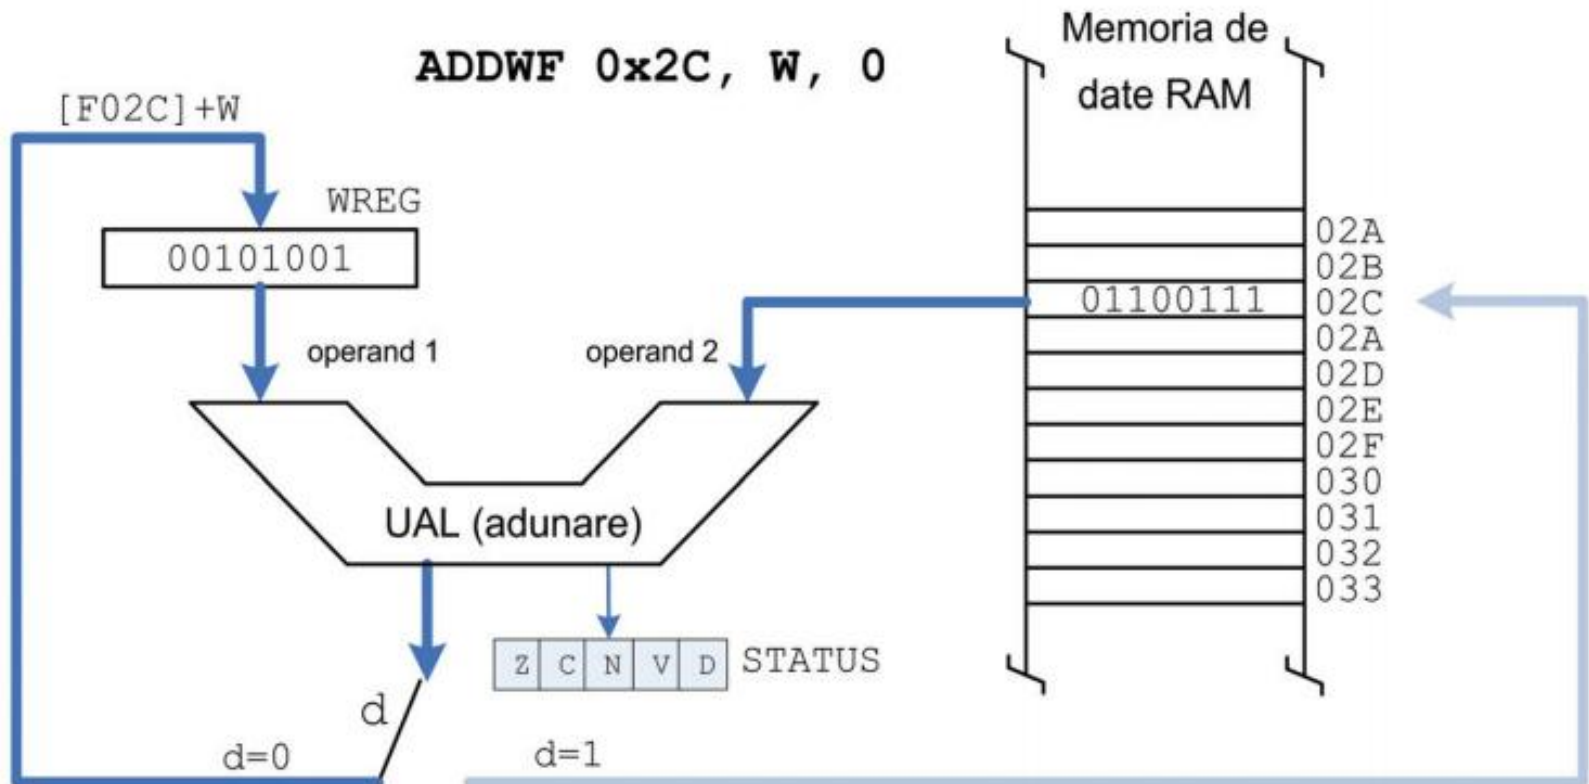 Memoria de
date RAM
ADDWF 0x2C, W, 0
[F02C]+W
WREG
00101001
operand 1
operand 2
01100111
02A
02B
02C
02A
02D
02E
02F
030
031
032
033
UAL (adunare)
Z C N V D STATUS
d
d=0
d=1